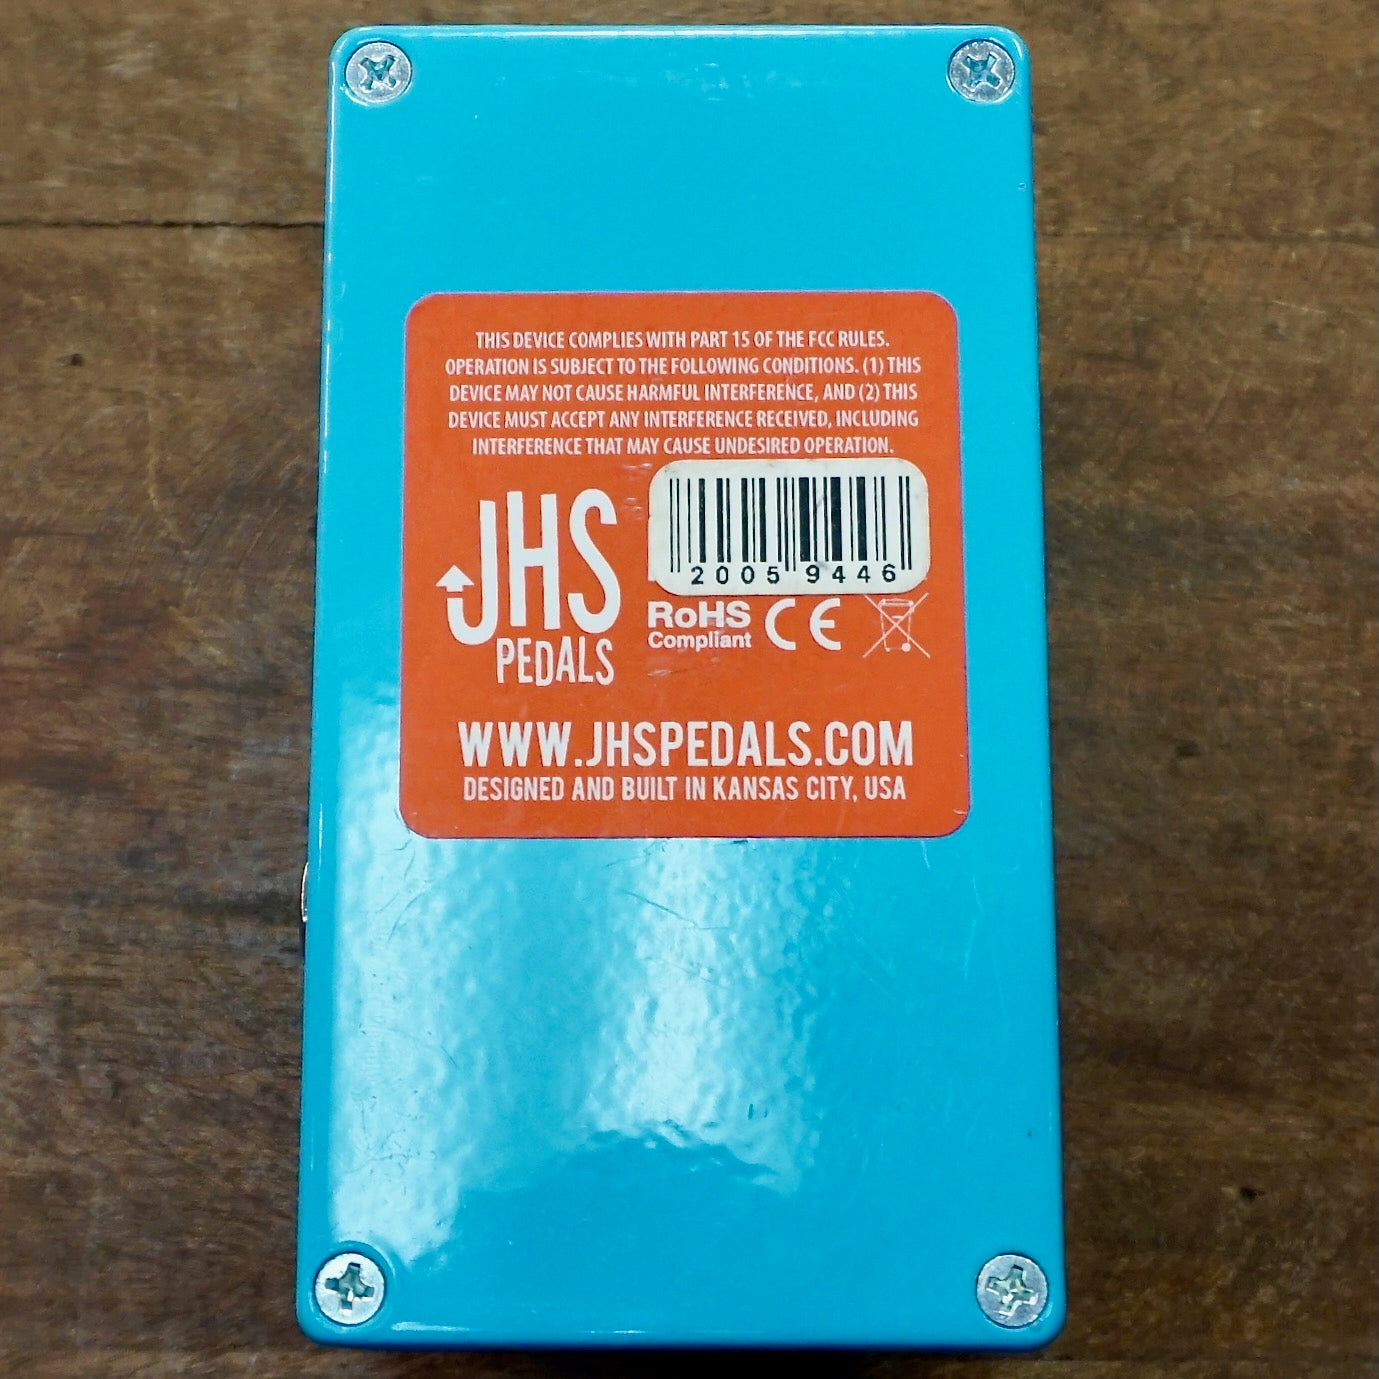 THIS DEVICE COMPLIES WITH PART 15 OF THE FCC RULES.
OPERATION IS SUBJECT TO THE FOLLOWING CONDITIONS. (1) THIS
DEVICE MAY NOT CAUSE HARMFUL INTERFERENCE, AND (2) THIS
DEVICE MUST ACCEPT ANY INTERFERENCE RECEIVED, INCLUDING
INTERFERENCE THAT MAY CAUSE UNDESIRED OPERATION.
JHS
PEDALS
2005 9446
RoHS
Compliant
CE
WWW.JHSPEDALS.COM
DESIGNED AND BUILT IN KANSAS CITY, USA